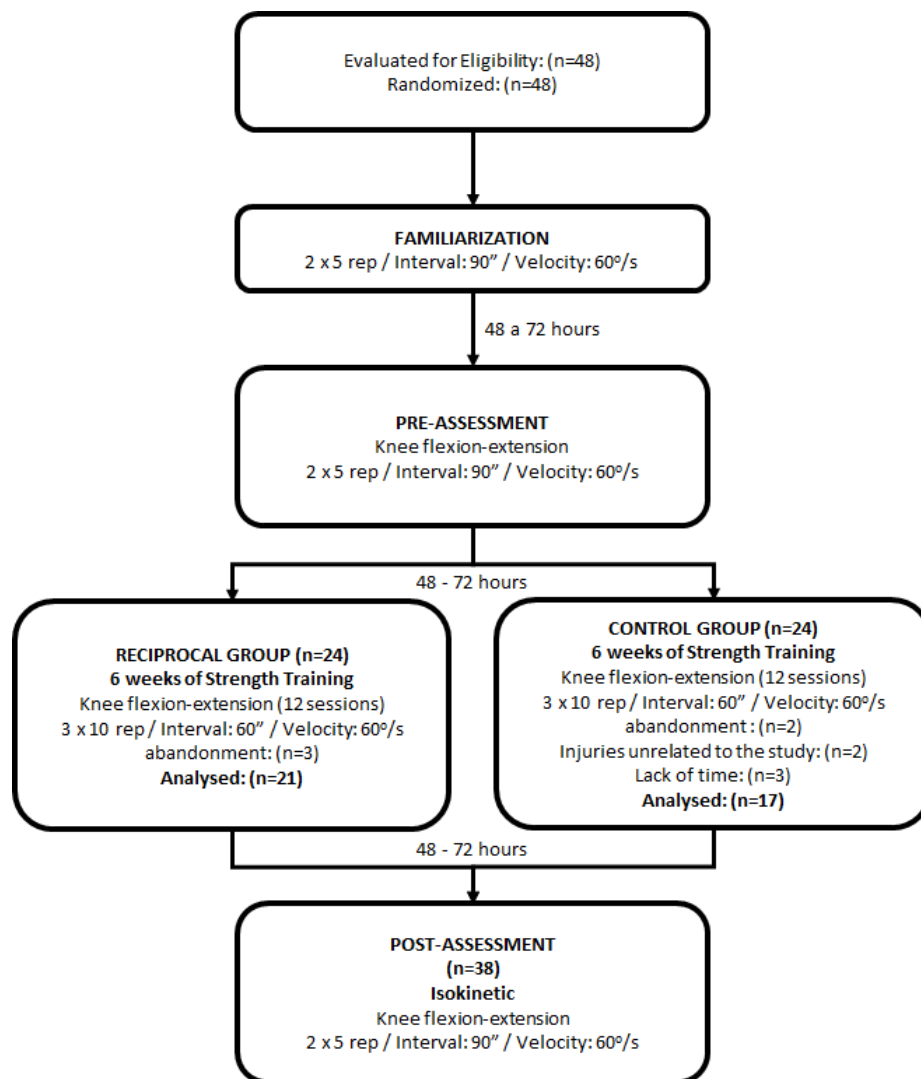 Evaluated for Eligibility: (n=48)
Randomized: (n=48)
FAMILIARIZATION
2 x 5 rep / Interval: 90” / Velocity: 60º/s
48 a 72 hours
PRE-ASSESSMENT
Knee flexion-extension
2 x 5 rep / Interval: 90” / Velocity: 60º/s
48 - 72 hours
RECIPROCAL GROUP (n=24)
6 weeks of Strength Training
Knee flexion-extension (12 sessions)
3 x 10 rep / Interval: 60” / Velocity: 60º/s
abandonment: (n=3)
Analysed: (n=21)
CONTROL GROUP (n=24)
6 weeks of Strength Training
Knee flexion-extension (12 sessions)
3 x 10 rep / Interval: 60” / Velocity: 60º/s
abandonment : (n=2)
Injuries unrelated to the study: (n=2)
Lack of time: (n=3)
Analysed: (n=17)
48 - 72 hours
POST-ASSESSMENT
(n=38)
Isokinetic
Knee flexion-extension
2 x 5 rep / Interval: 90” / Velocity: 60º/s